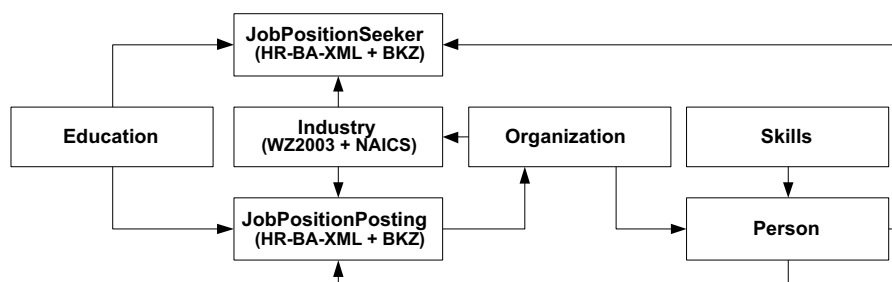 JobPositionSeeker
(HR-BA-XML + BKZ)
Education
Industry
(WZ2003 + NAICS)
Organization
Skills
JobPositionPosting
(HR-BA-XML + BKZ)
Person